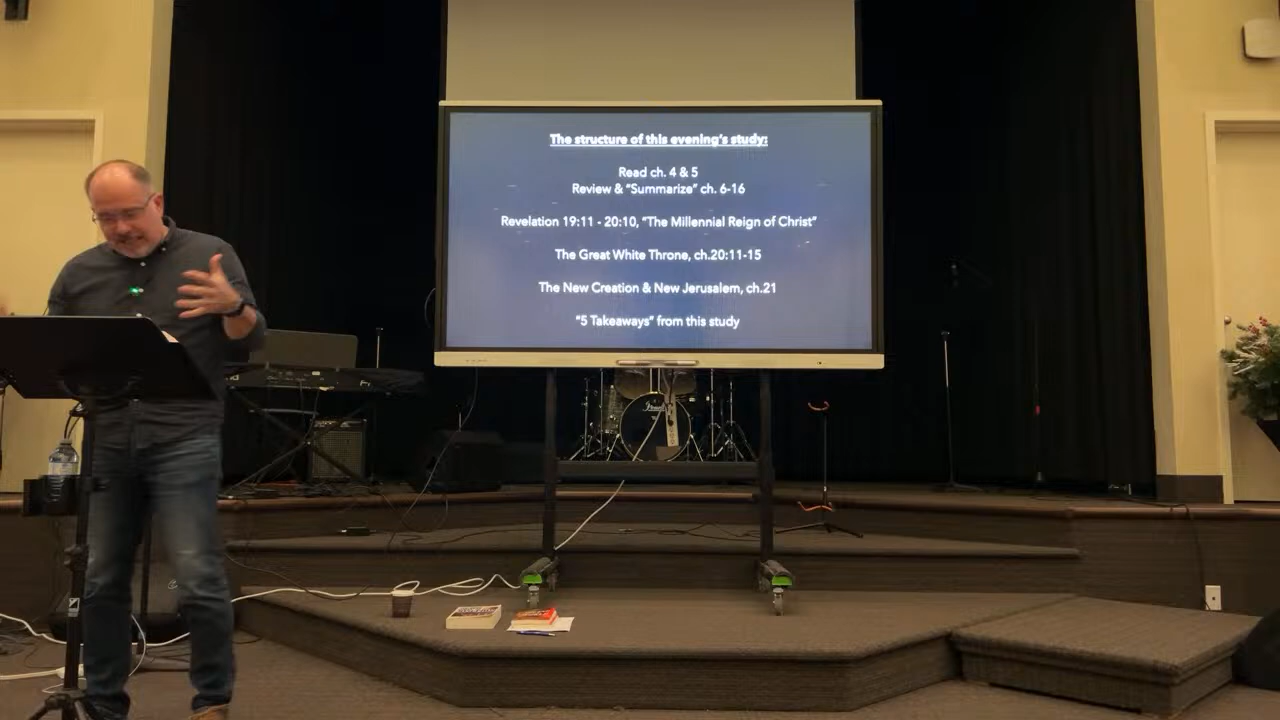 The structure of this evening's study:
Read ch. 4 & 5
Review & "Summarize" ch. 6-16
Revelation 19:11 - 20:10, "The Millennial Reign of Christ"
The Great White Throne, ch.20:11-15
The New Creation & New Jerusalem, ch.21
"5 Takeaways" from this study